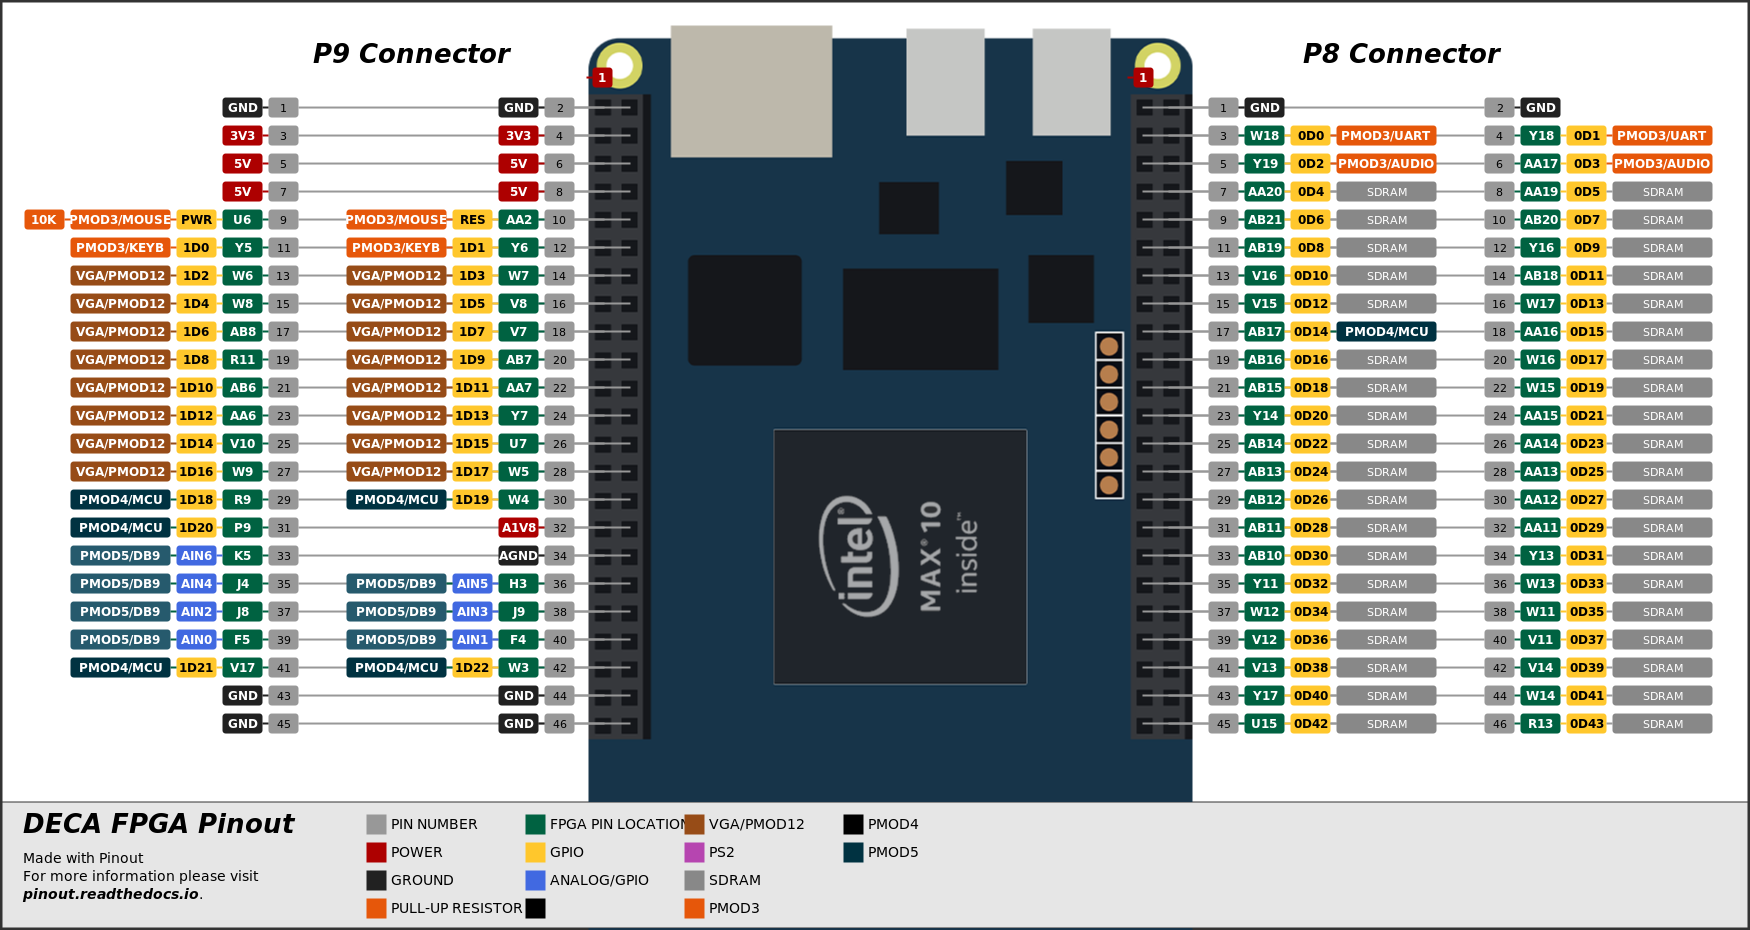 P9 Connector
P8 Connector
1 1
GND 1 GND 2 1 GND 2 GND
3V3 3 3V3 4 3 W18 0D0 PMOD3/UART 4 Y18 0D1 PMOD3/UART
5V 5 5V 6 5 Y19 0D2 PMOD3/AUDIO 6 AA17 0D3 PMOD3/AUDIO
5V 7 5V 8 7 AA20 0D4 SDRAM 8 AA19 0D5 SDRAM
10K PMOD3/MOUSE PWR U6 9 PMOD3/MOUSE RES AA2 10 9 AB21 0D6 SDRAM 10 AB20 0D7 SDRAM
PMOD3/KEYB 1D0 Y5 11 PMOD3/KEYB 1D1 Y6 12 11 AB19 0D8 SDRAM 12 Y16 0D9 SDRAM
VGA/PMOD12 1D2 W6 13 VGA/PMOD12 1D3 W7 14 13 V16 0D10 SDRAM 14 AB18 0D11 SDRAM
VGA/PMOD12 1D4 W8 15 VGA/PMOD12 1D5 V8 16 15 V15 0D12 SDRAM 16 W17 0D13 SDRAM
VGA/PMOD12 1D6 AB8 17 VGA/PMOD12 1D7 V7 18 17 AB17 0D14 PMOD4/MCU 18 AA16 0D15 SDRAM
VGA/PMOD12 1D8 R11 19 VGA/PMOD12 1D9 AB7 20 19 AB16 0D16 SDRAM 20 W16 0D17 SDRAM
VGA/PMOD12 1D10 AB6 21 VGA/PMOD12 1D11 AA7 22 21 AB15 0D18 SDRAM 22 W15 0D19 SDRAM
VGA/PMOD12 1D12 AA6 23 VGA/PMOD12 1D13 Y7 24 23 Y14 0D20 SDRAM 24 AA15 0D21 SDRAM
VGA/PMOD12 1D14 V10 25 VGA/PMOD12 1D15 U7 26 25 AB14 0D22 SDRAM 26 AA14 0D23 SDRAM
VGA/PMOD12 1D16 W9 27 VGA/PMOD12 1D17 W5 28 27 AB13 0D24 SDRAM 28 AA13 0D25 SDRAM
PMOD4/MCU 1D18 R9 29 PMOD4/MCU 1D19 W4 30 29 AB12 0D26 SDRAM 30 AA12 0D27 SDRAM
PMOD4/MCU 1D20 P9 31 A1V8 32 31 AB11 0D28 SDRAM 32 AA11 0D29 SDRAM
PMOD5/DB9 AIN6 K5 33 AGND 34 33 AB10 0D30 SDRAM 34 Y13 0D31 SDRAM
PMOD5/DB9 AIN4 J4 35 PMOD5/DB9 AIN5 H3 36 35 Y11 0D32 SDRAM 36 W13 0D33 SDRAM
PMOD5/DB9 AIN2 J8 37 PMOD5/DB9 AIN3 J9 38 37 W12 0D34 SDRAM 38 W11 0D35 SDRAM
PMOD5/DB9 AIN0 F5 39 PMOD5/DB9 AIN1 F4 40 39 V12 0D36 SDRAM 40 V11 0D37 SDRAM
PMOD4/MCU 1D21 V17 41 PMOD4/MCU 1D22 W3 42 41 V13 0D38 SDRAM 42 V14 0D39 SDRAM
GND 43 GND 44 43 Y17 0D40 SDRAM 44 W14 0D41 SDRAM
GND 45 GND 46 45 U15 0D42 SDRAM 46 R13 0D43 SDRAM
intel®
MAX®10
inside™
DECA FPGA Pinout
Made with Pinout
For more information please visit
pinout.readthedocs.io.
PIN NUMBER FPGA PIN LOCATION VGA/PMOD12 PMOD4
POWER GPIO PS2 PMOD5
GROUND ANALOG/GPIO SDRAM
PULL-UP RESISTOR PMOD3